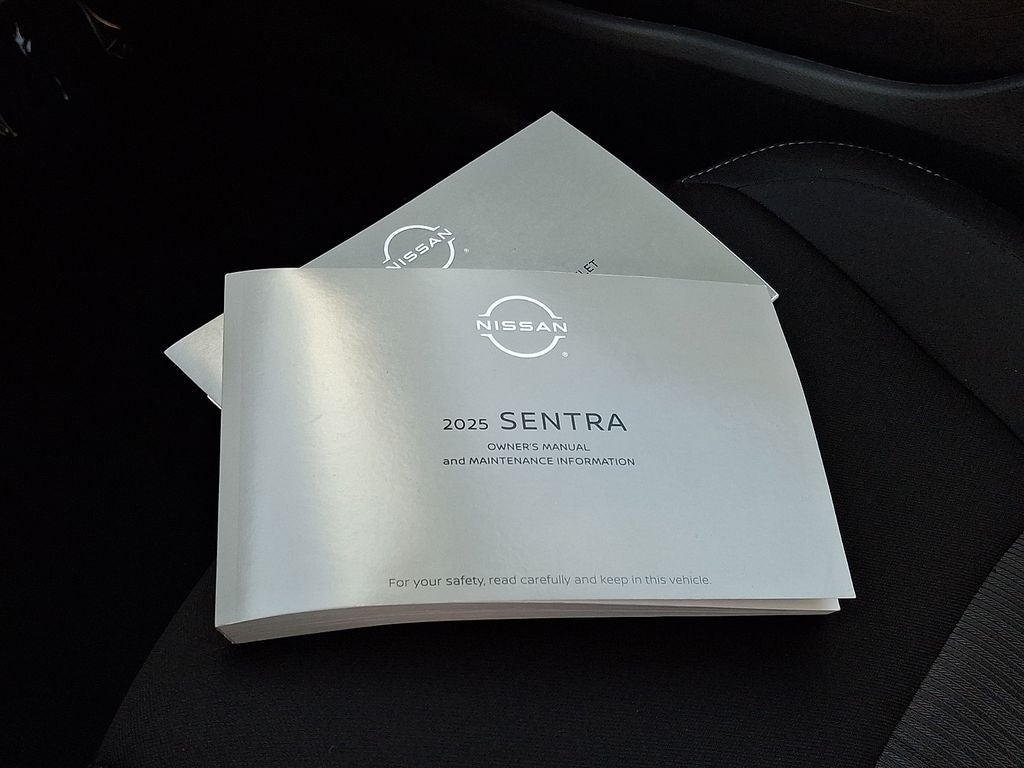 NISSAN
NISSAN
2025 SENTRA
OWNER'S MANUAL
and MAINTENANCE INFORMATION
For your safety, read carefully and keep in this vehicle.